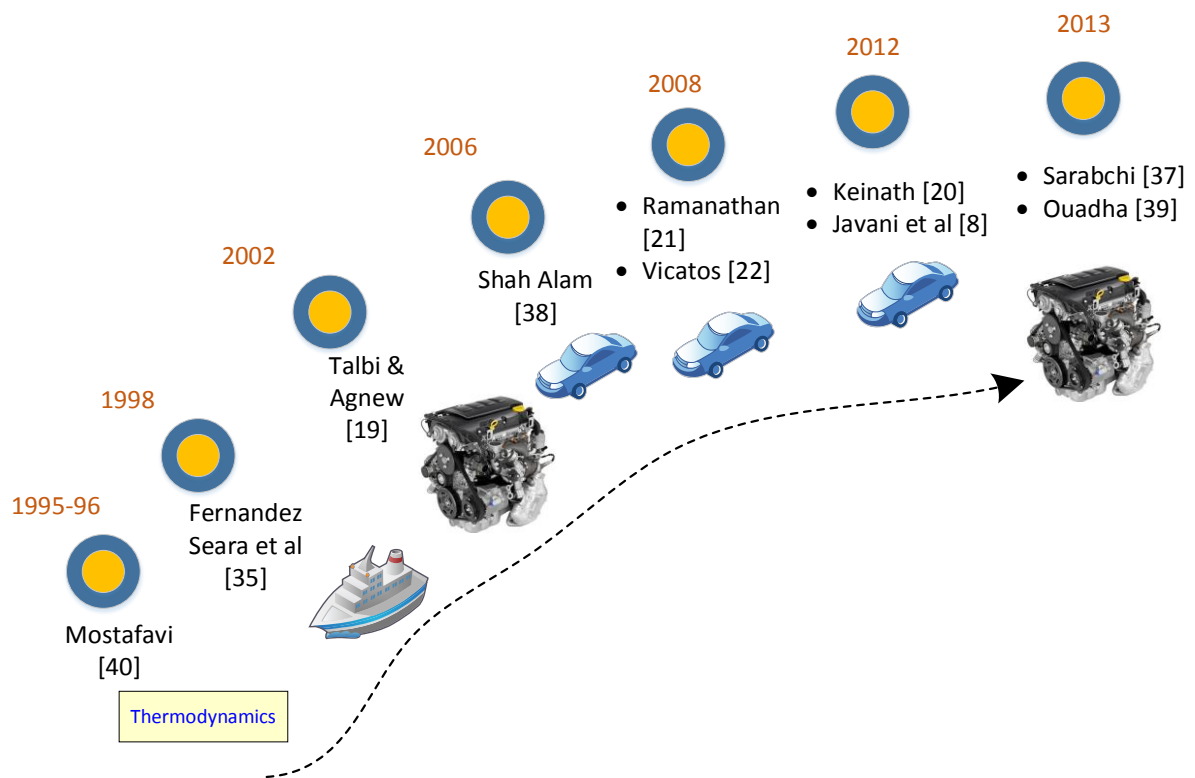 1995-96
Mostafavi
[40]
Thermodynamics
1998
Fernandez
Seara et al
[35]
2002
Talbi &
Agnew
[19]
2006
Shah Alam
[38]
2008
• Ramanathan
[21]
• Vicatos [22]
2012
• Keinath [20]
• Javani et al [8]
2013
• Sarabchi [37]
• Ouadha [39]